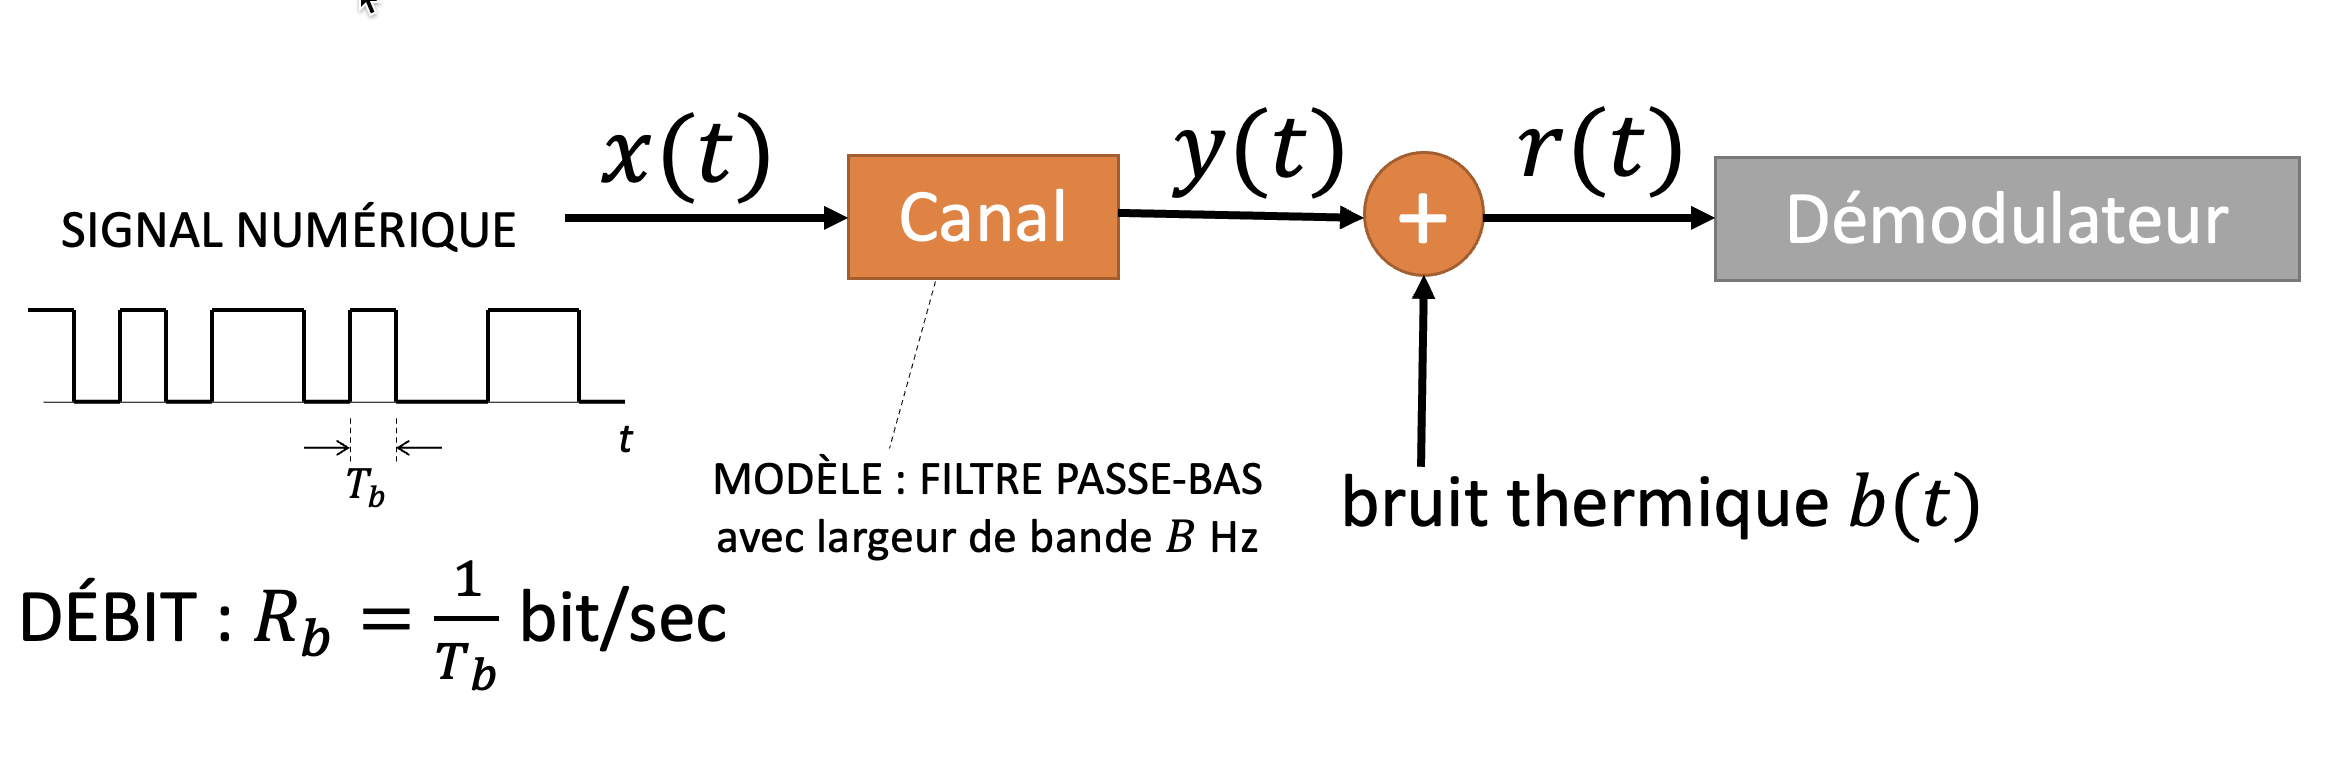 x(t)
y(t)
r(t)
SIGNAL NUMÉRIQUE
Canal
+
Démodulateur
t
T_b
MODÈLE : FILTRE PASSE-BAS
avec largeur de bande B Hz
bruit thermique b(t)
DÉBIT : R_b = 1/T_b bit/sec